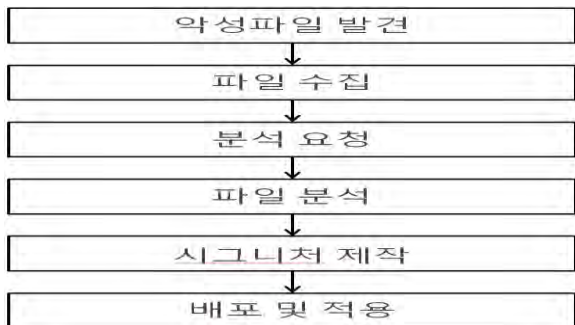 악성파일 발견
파일 수집
분석 요청
파일 분석
시그니처 제작
배포 및 적용